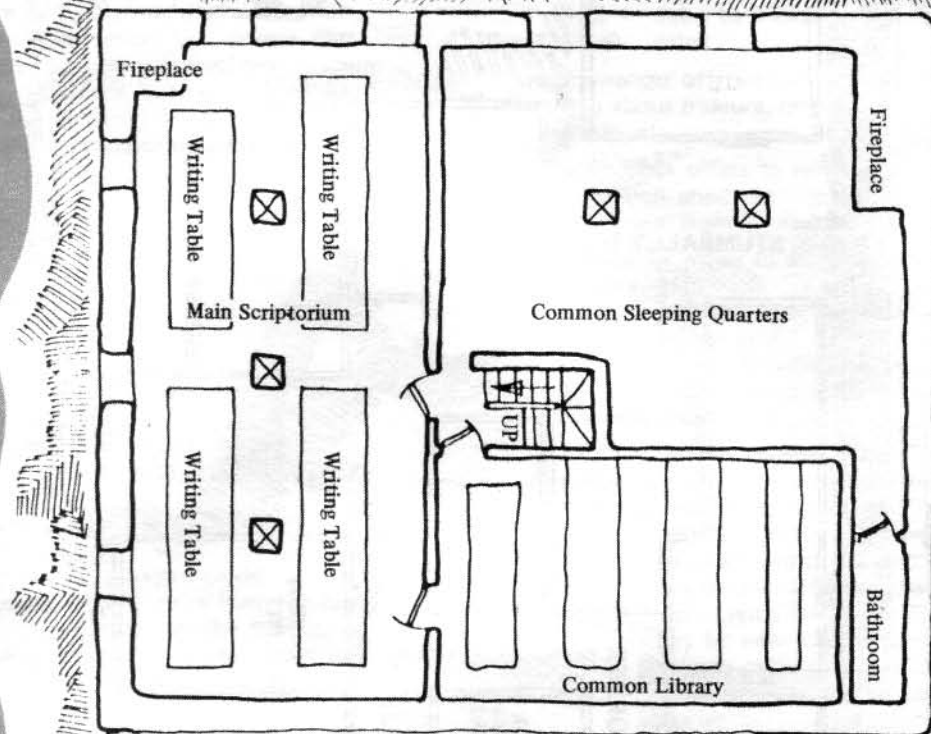 Fireplace
Writing Table
Writing Table
Fireplace
Main Scriptorium
Common Sleeping Quarters
UP
Writing Table
Writing Table
Bathroom
Common Library